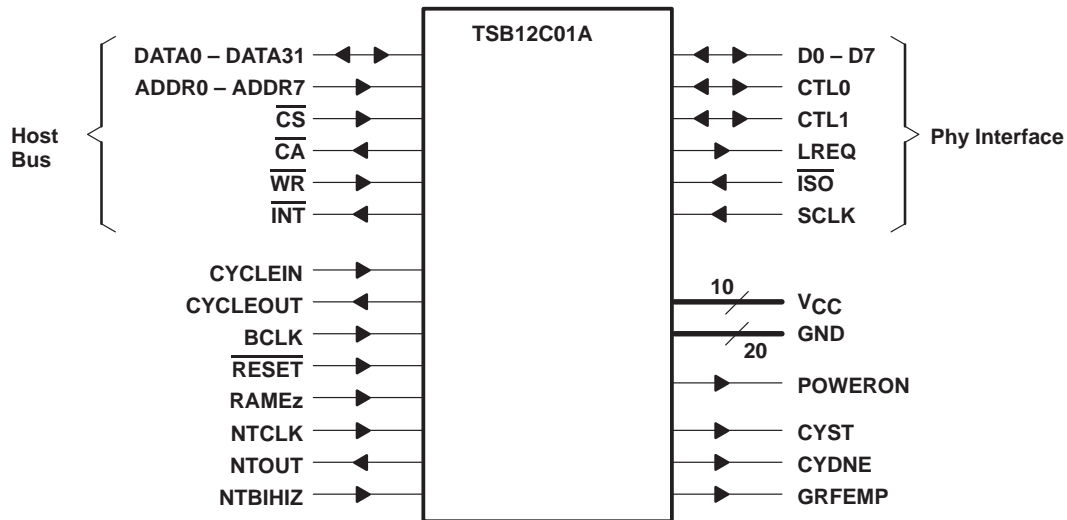 TSB12C01A
DATA0 – DATA31
ADDR0 – ADDR7
CS
CA
WR
INT
Host
Bus
CYCLEIN
CYCLEOUT
BCLK
RESET
RAMEz
NTCLK
NTOUT
NTBIHIZ
D0 – D7
CTL0
CTL1
LREQ
ISO
SCLK
Phy Interface
10
VCC
GND
20
POWERON
CYST
CYDNE
GRFEMP